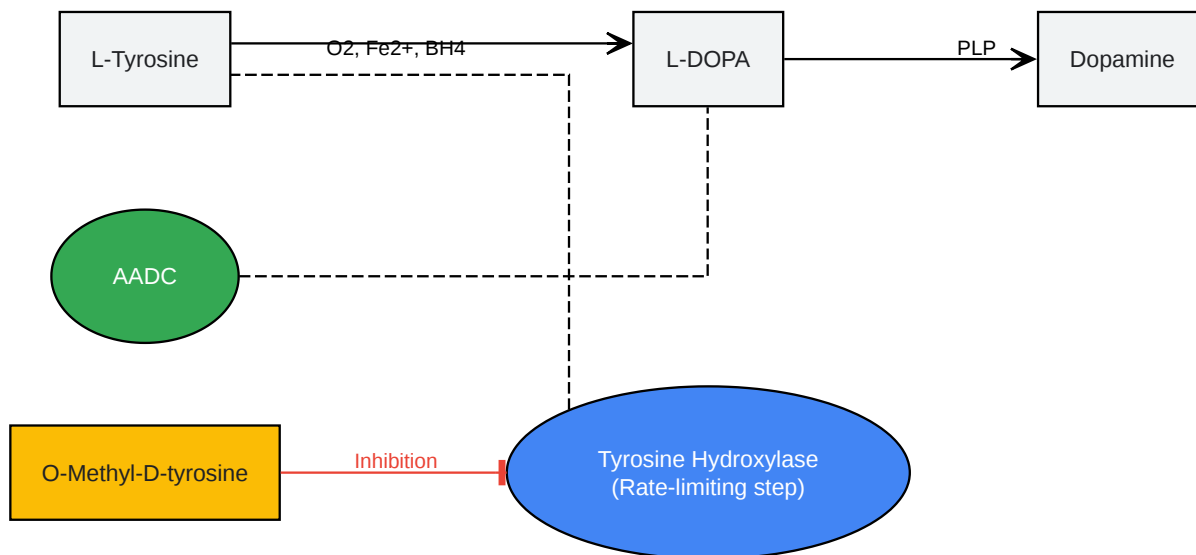 L-Tyrosine
O2, Fe2+, BH4
L-DOPA
PLP
Dopamine
AADC
O-Methyl-D-tyrosine
Inhibition
Tyrosine Hydroxylase
(Rate-limiting step)